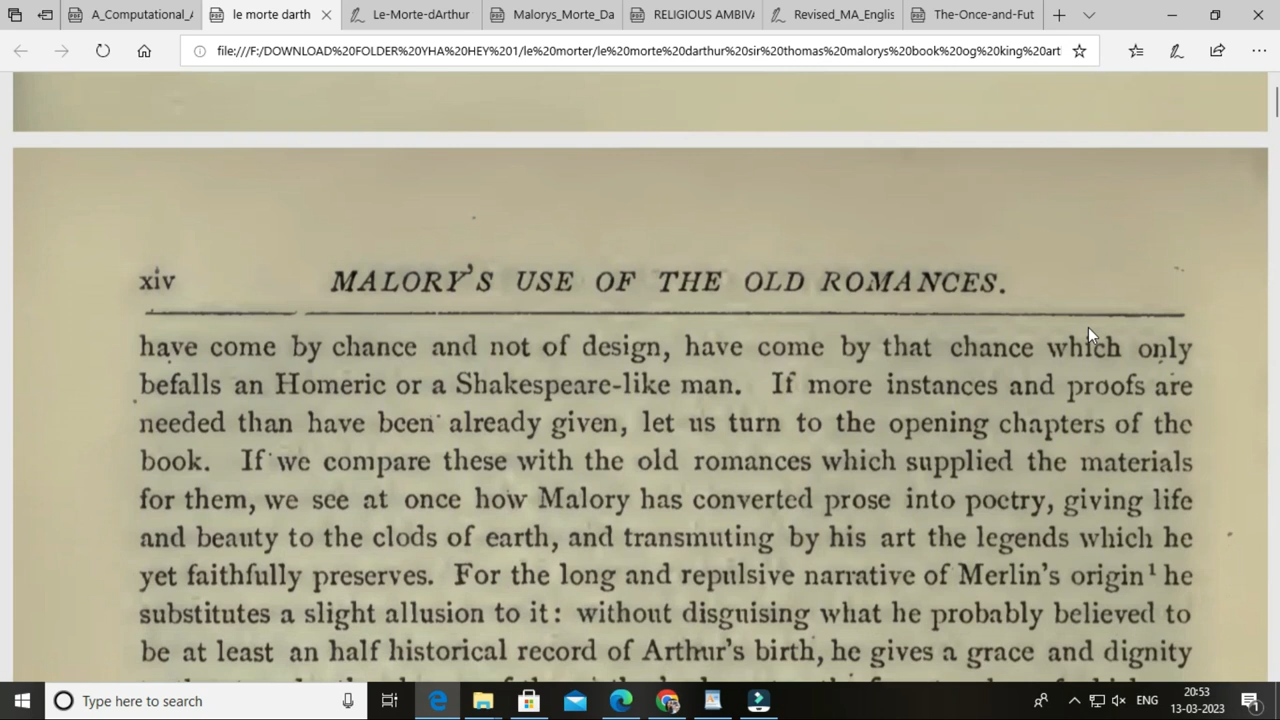 A_Computational_A
le morte darth
Le-Morte-dArthur
Malorys_Morte_Da
RELIGIOUS AMBIVA
Revised_MA_Englis
The-Once-and-Fut
file:///F:/DOWNLOAD%20FOLDER%20YHA%20HEY%201/le%20morter/le%20morte%20darthur%20sir%20thomas%20malorys%20book%20og%20king%20art
xiv MALORY'S USE OF THE OLD ROMANCES.
have come by chance and not of design, have come by that chance which only
befalls an Homeric or a Shakespeare-like man. If more instances and proofs are
needed than have been already given, let us turn to the opening chapters of the
book. If we compare these with the old romances which supplied the materials
for them, we see at once how Malory has converted prose into poetry, giving life
and beauty to the clods of earth, and transmuting by his art the legends which he
yet faithfully preserves. For the long and repulsive narrative of Merlin's origin¹ he
substitutes a slight allusion to it: without disguising what he probably believed to
be at least an half historical record of Arthur's birth, he gives a grace and dignity
Type here to search
ENG
20:53
13-03-2023
1